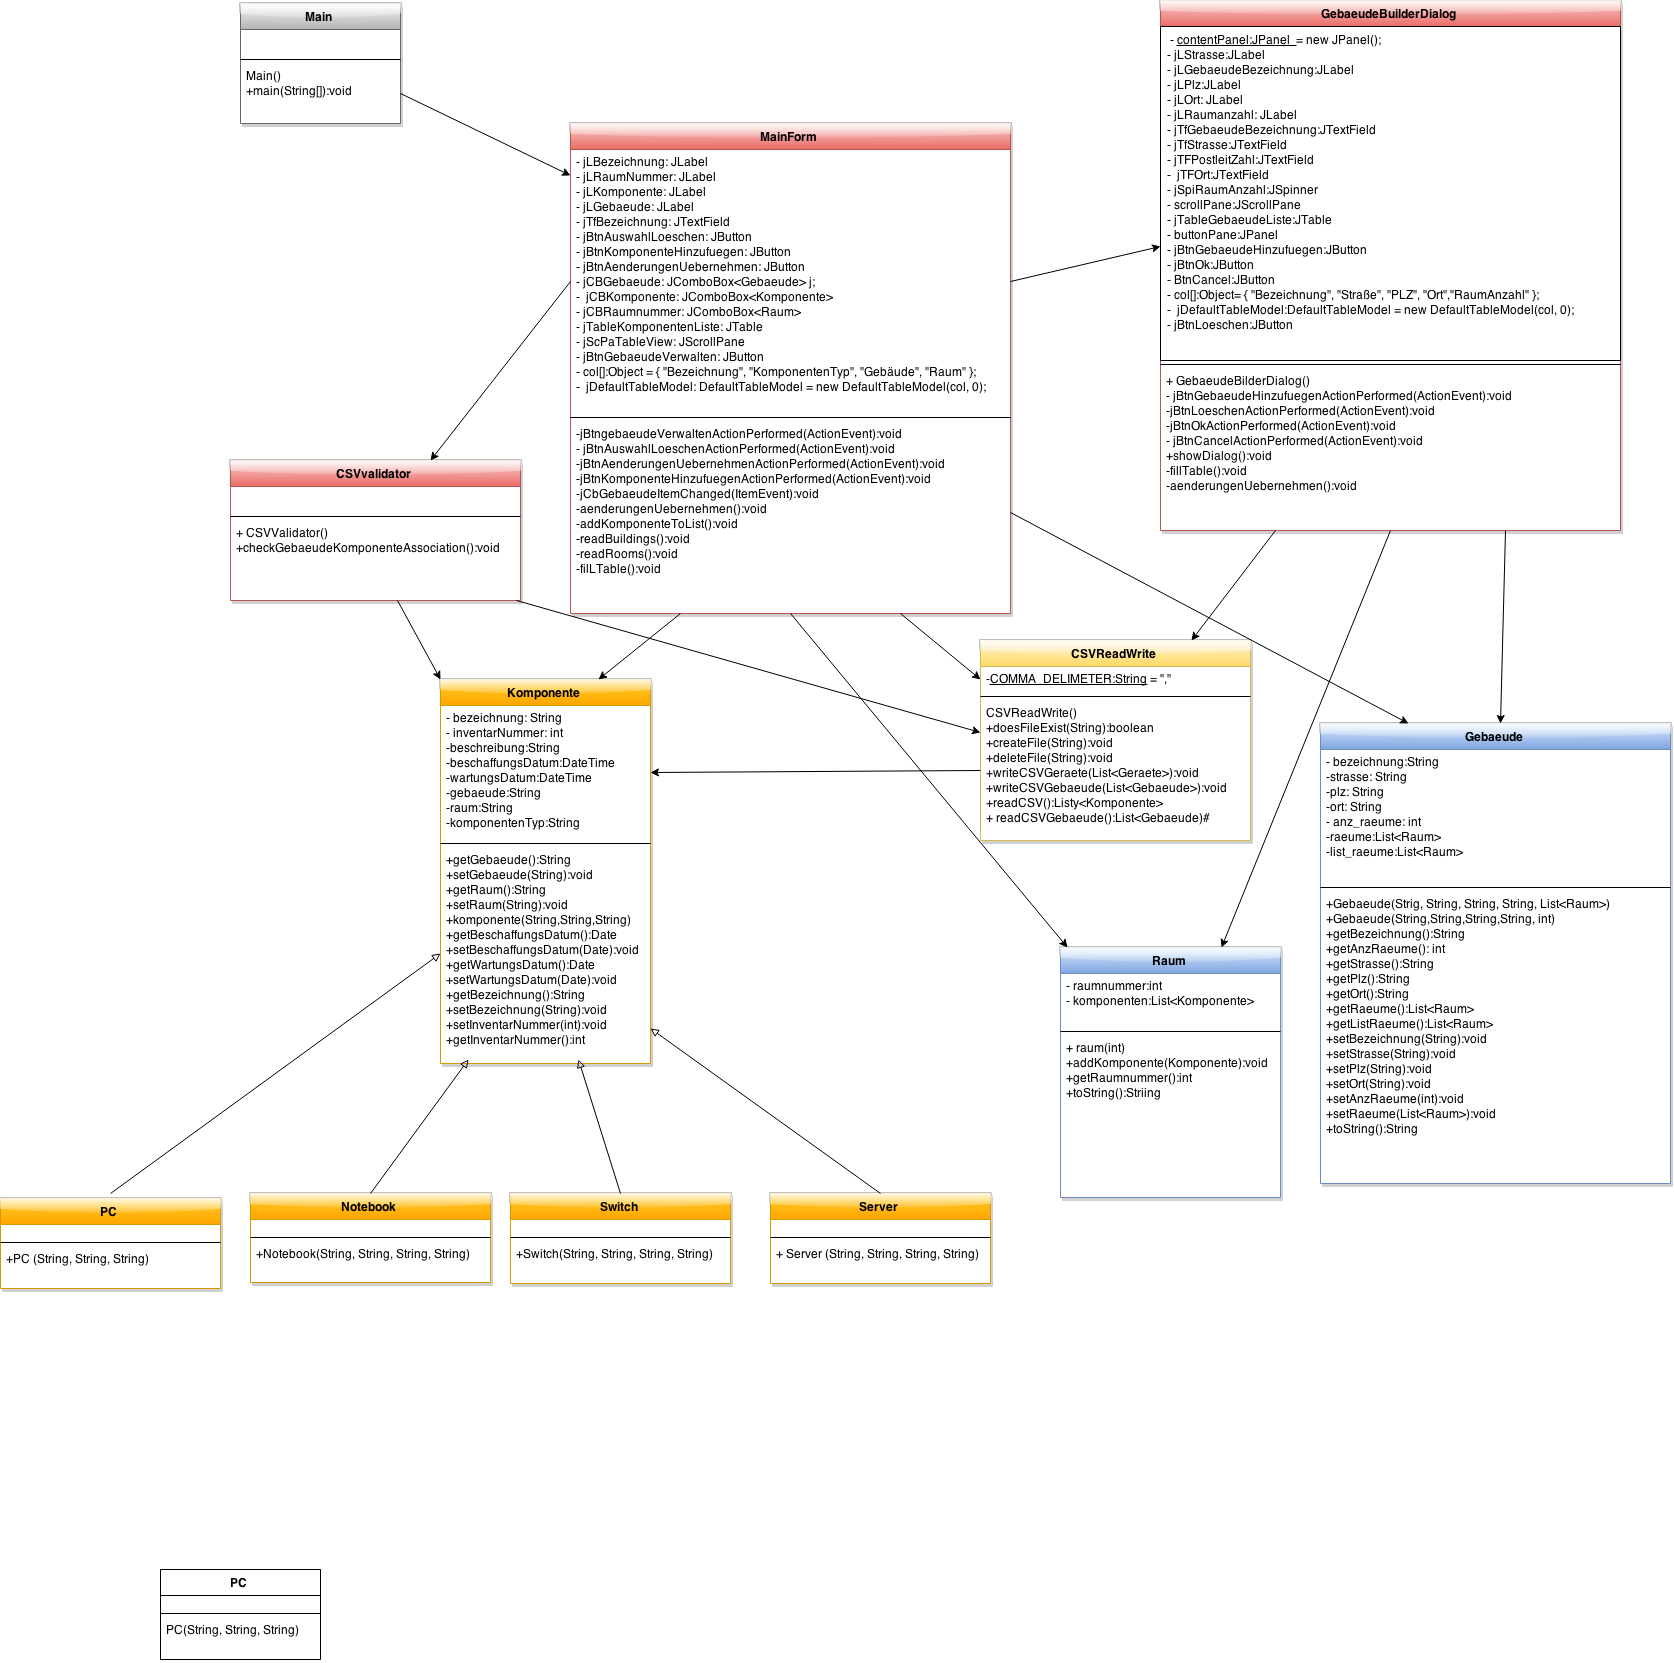 Main
Main()
+main(String[]):void
GebaeudeBuilderDialog
- contentPanel:JPanel = new JPanel();
- jLStrasse:JLabel
- jLGebaeudeBezeichnung:JLabel
- jLPlz:JLabel
- jLOrt: JLabel
- jLRaumanzahl: JLabel
- jTfGebaeudeBezeichnung:JTextField
- jTfStrasse:JTextField
- jTFPostleitZahl:JTextField
- jTFOrt:JTextField
- jSpiRaumAnzahl:JSpinner
- scrollPane:JScrollPane
- jTableGebaeudeListe:JTable
- buttonPane:JPanel
- jBtnGebaeudeHinzufuegen:JButton
- jBtnOk:JButton
- BtnCancel:JButton
- col[]:Object= { "Bezeichnung", "Straße", "PLZ", "Ort","RaumAnzahl" };
- jDefaultTableModel:DefaultTableModel = new DefaultTableModel(col, 0);
- jBtnLoeschen:JButton
+ GebaeudeBilderDialog()
- jBtnGebaeudeHinzufuegenActionPerformed(ActionEvent):void
-jBtnLoeschenActionPerformed(ActionEvent):void
-jBtnOkActionPerformed(ActionEvent):void
- jBtnCancelActionPerformed(ActionEvent):void
+showDialog():void
-fillTable():void
-aenderungenUebernehmen():void
MainForm
- jLBezeichnung: JLabel
- jLRaumNummer: JLabel
- jLKomponente: JLabel
- jLGebaeude: JLabel
- jTfBezeichnung: JTextField
- jBtnAuswahlLoeschen: JButton
- jBtnKomponenteHinzufuegen: JButton
- jBtnAenderungenUebernehmen: JButton
- jCBGebaeude: JComboBox<Gebaeude> j;
- jCBKomponente: JComboBox<Komponente>
- jCBRaumnummer: JComboBox<Raum>
- jTableKomponentenListe: JTable
- jScPaTableView: JScrollPane
- jBtnGebaeudeVerwalten: JButton
- col[]:Object = { "Bezeichnung", "KomponentenTyp", "Gebäude", "Raum" };
- jDefaultTableModel: DefaultTableModel = new DefaultTableModel(col, 0);
-jBtngebaeudeVerwaltenActionPerformed(ActionEvent):void
- jBtnAuswahlLoeschenActionPerformed(ActionEvent):void
-jBtnAenderungenUebernehmenActionPerformed(ActionEvent):void
-jBtnKomponenteHinzufuegenActionPerformed(ActionEvent):void
-jCbGebaeudeItemChanged(ItemEvent):void
-aenderungenUebernehmen():void
-addKomponenteToList():void
-readBuildings():void
-readRooms():void
-filLTable():void
CSVvalidator
+ CSVValidator()
+checkGebaeudeKomponenteAssociation():void
CSVReadWrite
-COMMA_DELIMETER:String = ","
CSVReadWrite()
+doesFileExist(String):boolean
+createFile(String):void
+deleteFile(String):void
+writeCSVGeraete(List<Geraete>):void
+writeCSVGebaeude(List<Gebaude>):void
+readCSV():Listy<Komponente>
+ readCSVGebaeude():List<Gebaude)#
Komponente
- bezeichnung: String
- inventarNummer: int
-beschreibung:String
-beschaffungsDatum:DateTime
-wartungsDatum:DateTime
-gebaeude:String
-raum:String
-komponentenTyp:String
+getGebaeude():String
+setGebaeude(String):void
+getRaum():String
+setRaum(String):void
+komponente(String,String,String)
+getBeschaffungsDatum():Date
+setBeschaffungsDatum(Date):void
+getWartungsDatum():Date
+setWartungsDatum(Date):void
+getBezeichnung():String
+setBezeichnung(String):void
+setInventarNummer(int):void
+getInventarNummer():int
Gebaeude
- bezeichnung:String
-strasse: String
-plz: String
-ort: String
- anz_raeume: int
-raeume:List<Raum>
-list_raeume:List<Raum>
+Gebaeude(Strig, String, String, String, List<Raum>)
+Gebaeude(String,String,String,String, int)
+getBezeichnung():String
+getAnzRaeume(): int
+getStrasse():String
+getPlz():String
+getOrt():String
+getRaeume():List<Raum>
+getListRaeume():List<Raum>
+setBezeichnung(String):void
+setStrasse(String):void
+setPlz(String):void
+setOrt(String):void
+setAnzRaeume(int):void
+setRaeume(List<Raum>):void
+toString():String
Raum
- raumnummer:int
- komponenten:List<Komponente>
+ raum(int)
+addKomponente(Komponente):void
+getRaumnummer():int
+toString():Striing
PC
+PC (String, String, String)
Notebook
+Notebook(String, String, String, String)
Switch
+Switch(String, String, String, String)
Server
+ Server (String, String, String, String)
PC
PC(String, String, String)